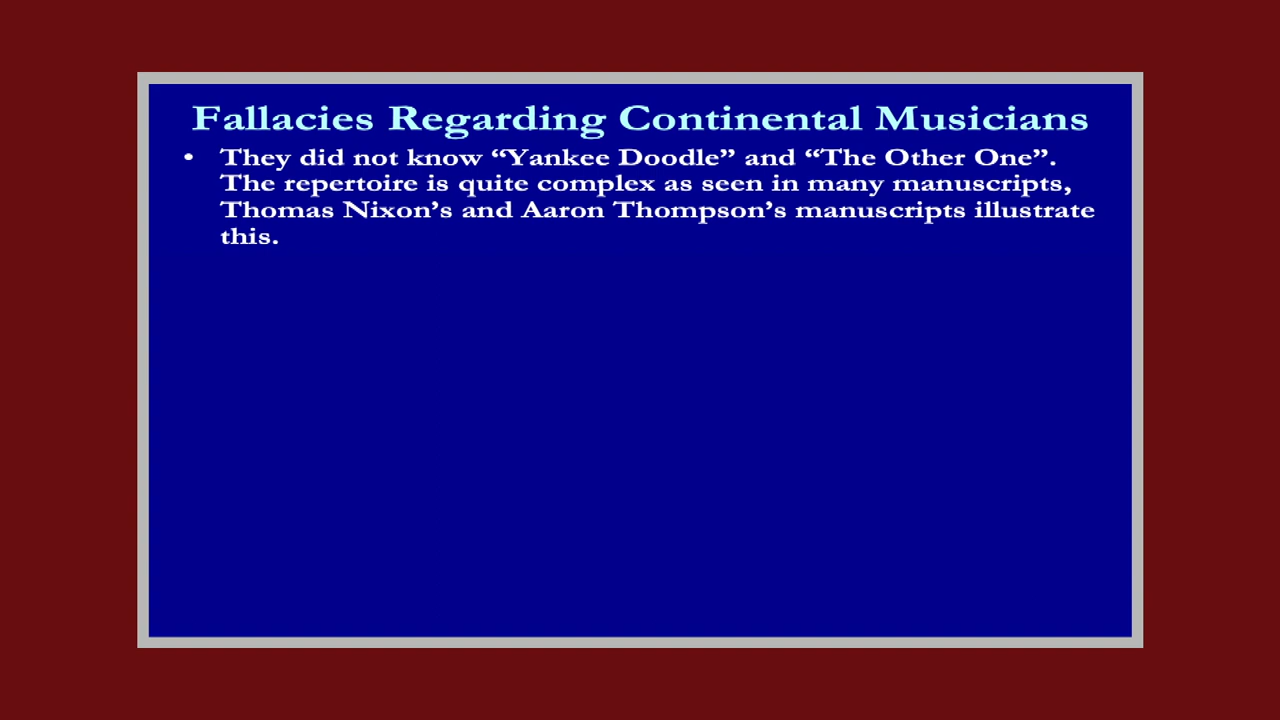 Fallacies Regarding Continental Musicians
• They did not know “Yankee Doodle” and “The Other One”.
The repertoire is quite complex as seen in many manuscripts,
Thomas Nixon’s and Aaron Thompson’s manuscripts illustrate
this.